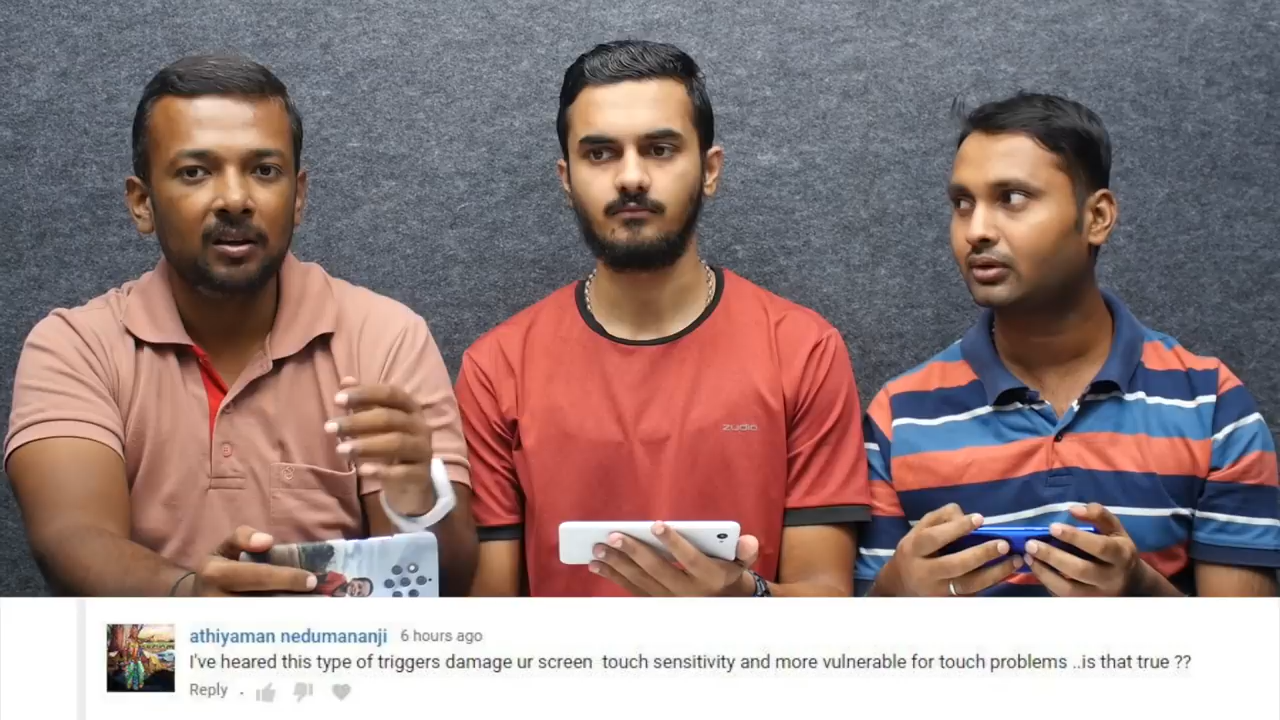 zudio
athiyaman nedumananji 6 hours ago
I've heared this type of triggers damage ur screen touch sensitivity and more vulnerable for touch problems ..is that true ??
Reply .